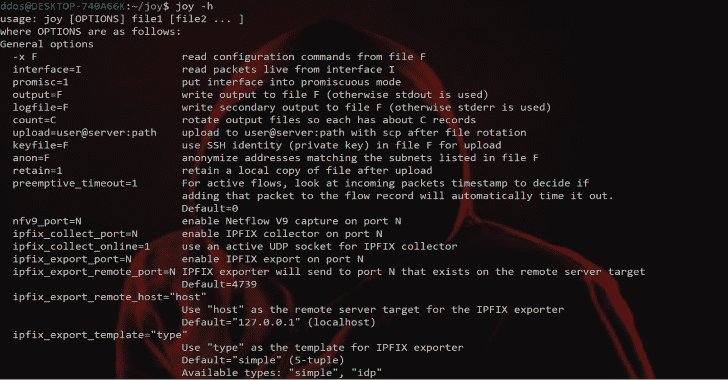 ddos@DESKTOP-740A66K:~/joy$ joy -h
usage: joy [OPTIONS] file1 [file2 ... ]
where OPTIONS are as follows:
General options
  -x F                       read configuration commands from file F
  interface=I                read packets live from interface I
  promisc=1                  put interface into promiscuous mode
  output=F                   write output to file F (otherwise stdout is used)
  logfile=F                  write secondary output to file F (otherwise stderr is used)
  count=C                    rotate output files so each has about C records
  upload=user@server:path    upload to user@server:path with scp after file rotation
  keyfile=F                  use SSH identity (private key) in file F for upload
  anon=F                     anonymize addresses matching the subnets listed in file F
  retain=1                   retain a local copy of file after upload
  preemptive_timeout=1       For active flows, look at incoming packets timestamp to decide if
                             adding that packet to the flow record will automatically time it out.
                             Default=0
  nfv9_port=N                enable Netflow V9 capture on port N
  ipfix_collect_port=N       enable IPFIX collector on port N
  ipfix_collect_online=1     use an active UDP socket for IPFIX collector
  ipfix_export_port=N        enable IPFIX export on port N
  ipfix_export_remote_port=N IPFIX exporter will send to port N that exists on the remote server target
                             Default=4739
  ipfix_export_remote_host="host"
                             Use "host" as the remote server target for the IPFIX exporter
                             Default="127.0.0.1" (localhost)
  ipfix_export_template="type"
                             Use "type" as the template for IPFIX exporter
                             Default="simple" (5-tuple)
                             Available types: "simple", "idp"